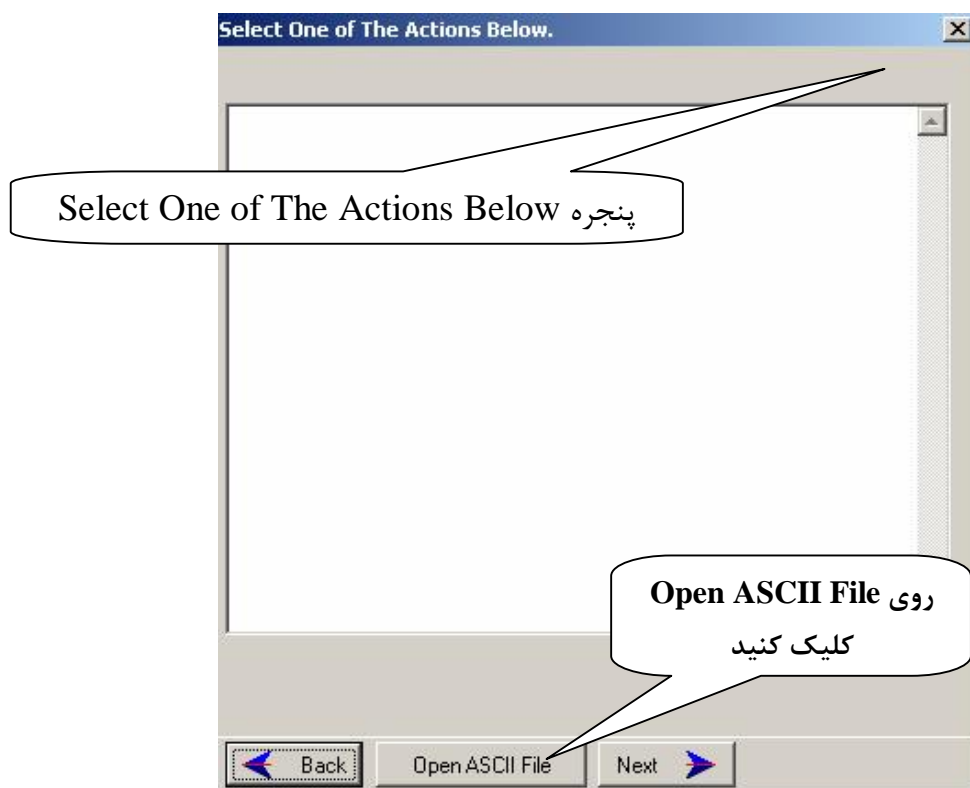 Select One of The Actions Below.
پنجره Select One of The Actions Below
روی Open ASCII File
کلیک کنید
Back
Open ASCII File
Next